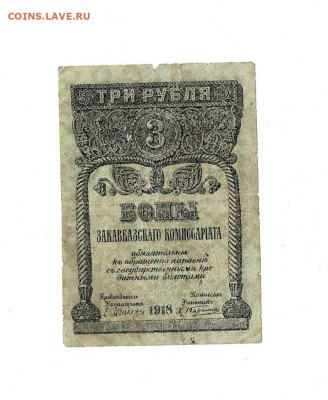 COINS.LAVE.RU
ТРИ РУБЛЯ
3
БОНЫ
ЗАКАВКАЗСКАГО КОМИССАРІАТА
обязательны
къ обращенію наравнѣ
съ государственными кре-
дитными билетами
Комиссаръ
1918